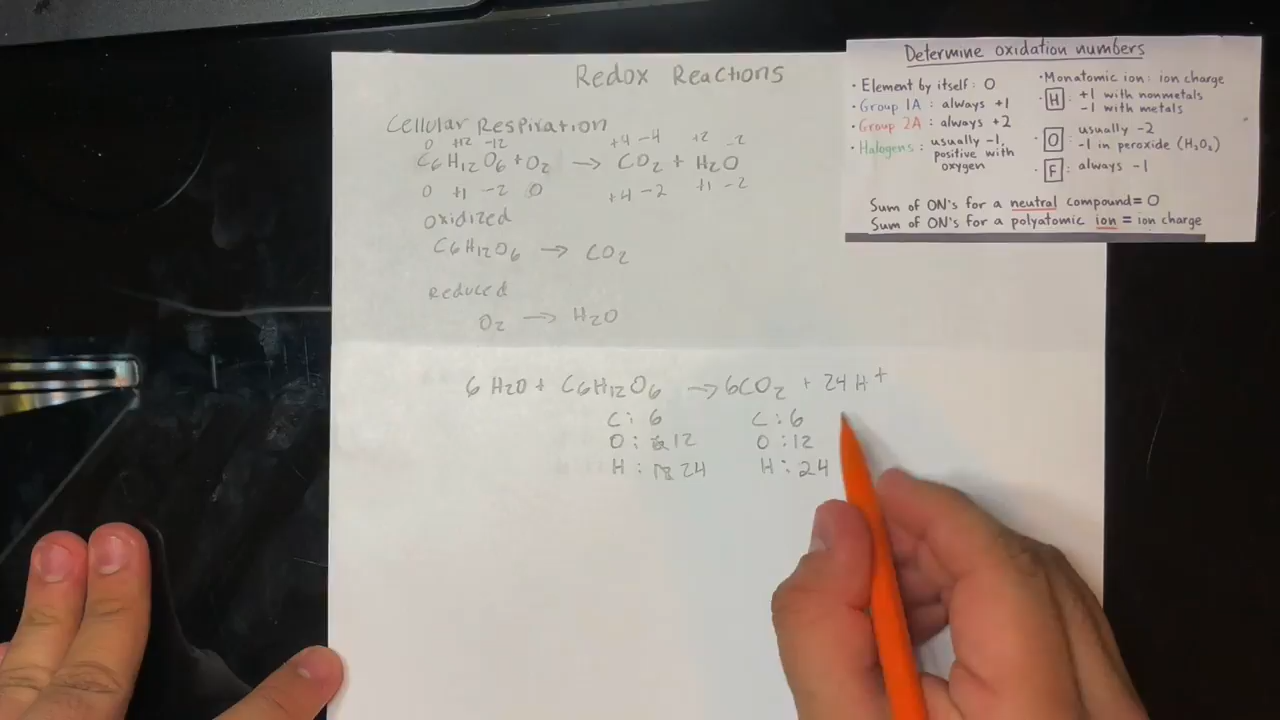 Redox Reactions
Cellular Respiration
0 +12 -12 +4 -4 +2 -2
C6H12O6 + O2 → CO2 + H2O
0 +1 -2 0 +4 -2 +1 -2
Oxidized
C6H12O6 → CO2
Reduced
O2 → H2O
6 H2O + C6H12O6 → 6CO2 + 24 H+
C: 6 C: 6
O: 12 O: 12
H: 24 H: 24
Determine oxidation numbers
• Element by itself: 0
• Group 1A: always +1
• Group 2A: always +2
• Halogens: usually -1,
positive with
oxygen
• Monatomic ion: ion charge
• H: +1 with nonmetals
-1 with metals
• O: usually -2
-1 in peroxide (H2O2)
• F: always -1
Sum of ON's for a neutral compound = 0
Sum of ON's for a polyatomic ion = ion charge